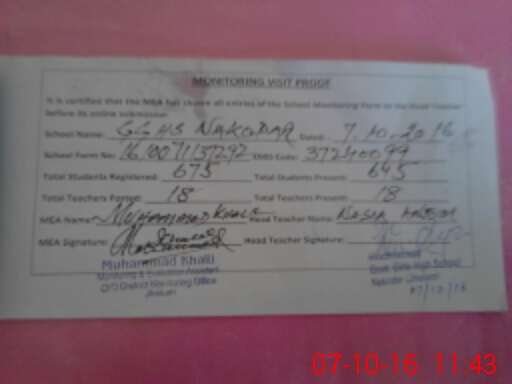 MONITORING VISIT PROOF
It is certified that the MEA has shown all entries of the School Monitoring Form to the Head Teacher
before its online submission
School Name: GGHS NAKODAR Dated: 7.10.2016
School Form No: EMIS Code: 37240099
Total Students Registered: 675 Total Students Present: 645
Total Teachers Posted: 18 Total Teachers Present: 18
MEA Name: MUHAMMAD KHALIL Head Teacher Name:
MEA Signature: Head Teacher Signature:
Muhammad Khalil
Monitoring & Evaluation Assistant
O/O District Monitoring Office
Headmistress
Govt. Girls High School
07/10/16
07-10-16 11:43